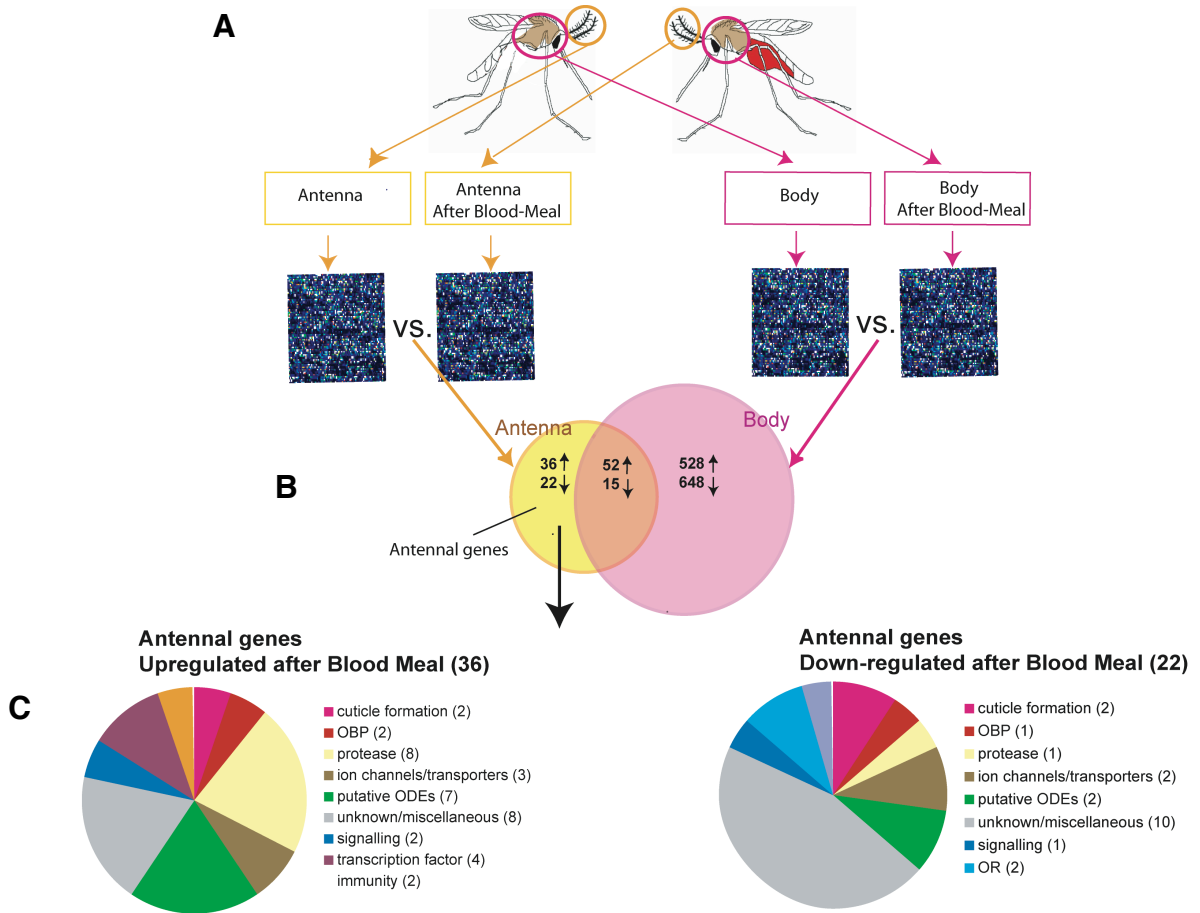 A
Antenna
Antenna
After Blood-Meal
Body
Body
After Blood-Meal
vs.
vs.
Antenna
Body
36
22
52
15
528
648
B
Antennal genes
Antennal genes
Upregulated after Blood Meal (36)
C
cuticle formation (2)
OBP (2)
protease (8)
ion channels/transporters (3)
putative ODEs (7)
unknown/miscellaneous (8)
signalling (2)
transcription factor (4)
immunity (2)
Antennal genes
Down-regulated after Blood Meal (22)
cuticle formation (2)
OBP (1)
protease (1)
ion channels/transporters (2)
putative ODEs (2)
unknown/miscellaneous (10)
signalling (1)
OR (2)